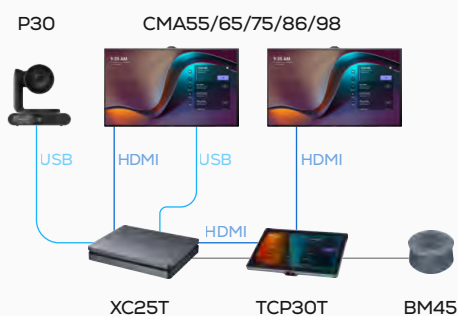 P30 CMA55/65/75/86/98
USB HDMI USB HDMI
HDMI
XC25T TCP30T BM45